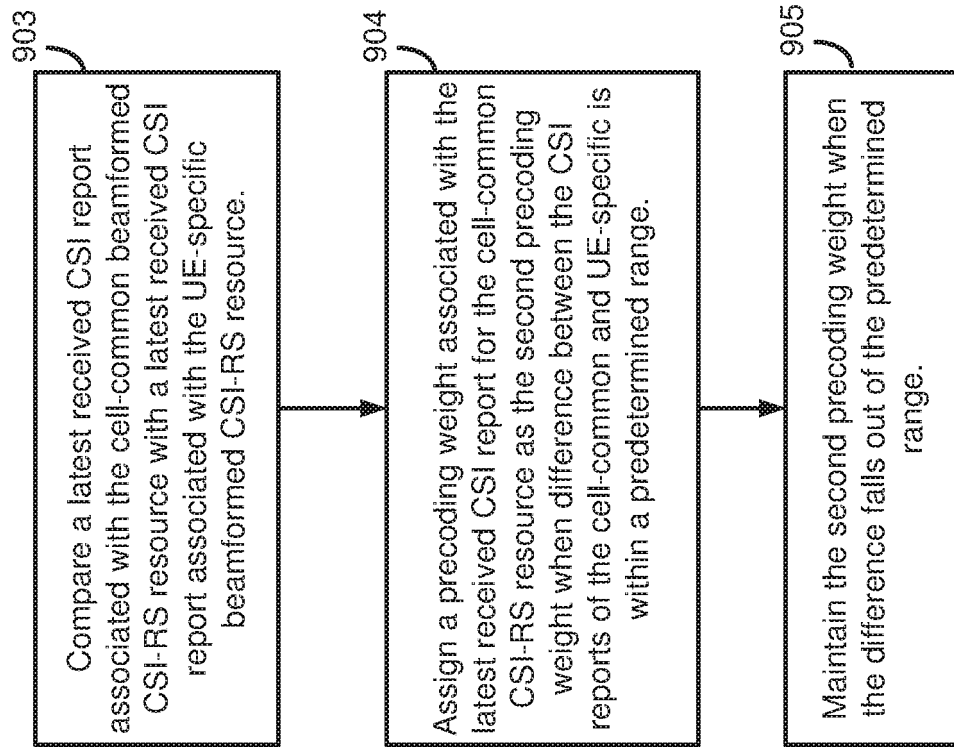 903
Compare a latest received CSI report
associated with the cell-common beamformed
CSI-RS resource with a latest received CSI
report associated with the UE-specific
beamformed CSI-RS resource.
904
Assign a precoding weight associated with the
latest received CSI report for the cell-common
CSI-RS resource as the second precoding
weight when difference between the CSI
reports of the cell-common and UE-specific is
within a predetermined range.
905
Maintain the second precoding weight when
the difference falls out of the predetermined
range.